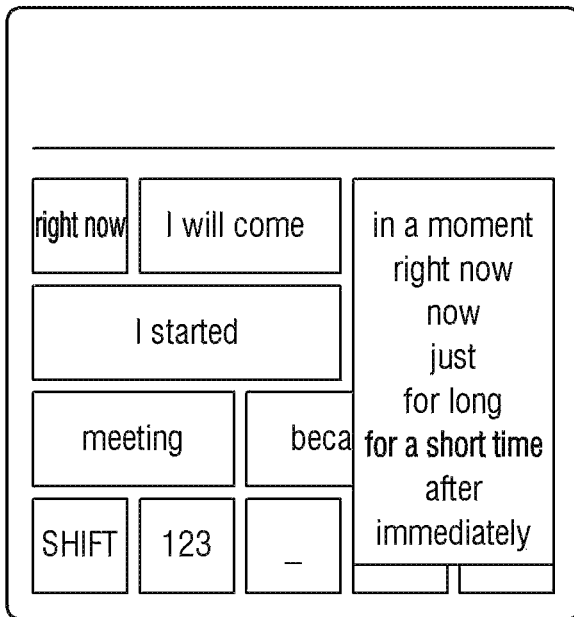 right now
I will come
I started
meeting
beca
SHIFT
123
_
in a moment
right now
now
just
for long
for a short time
after
immediately